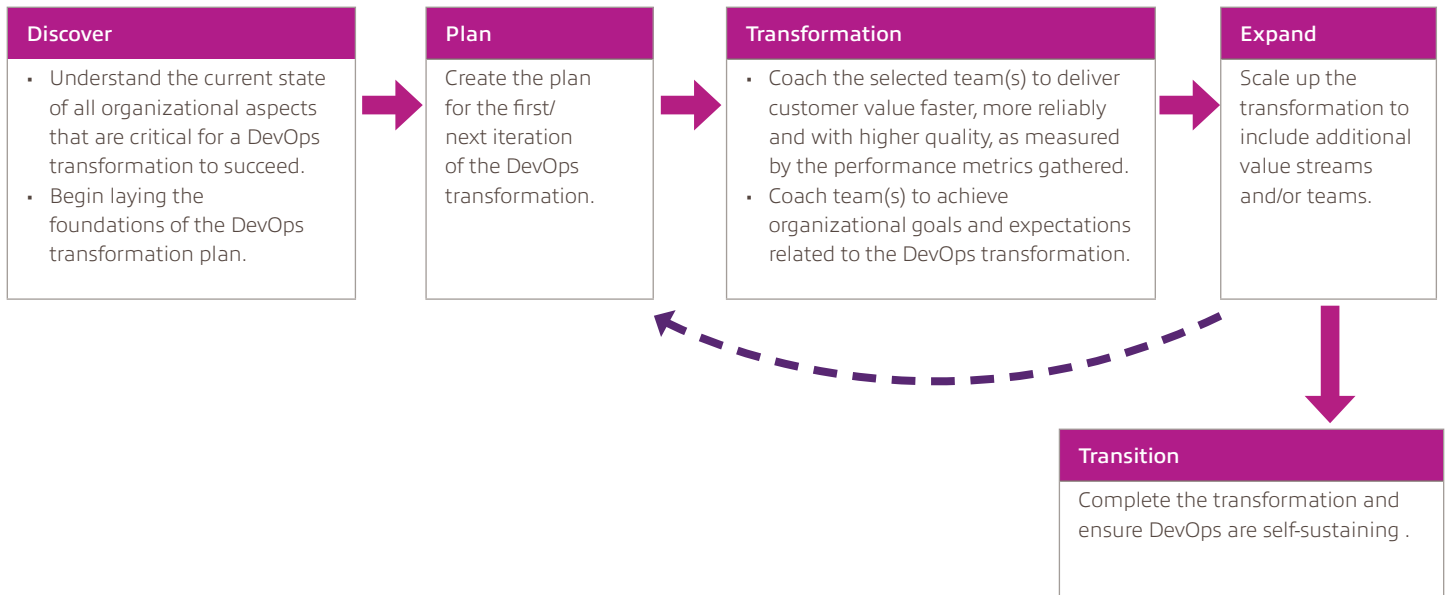 Discover
• Understand the current state
of all organizational aspects
that are critical for a DevOps
transformation to succeed.
• Begin laying the
foundations of the DevOps
transformation plan.
Plan
Create the plan
for the first/
next iteration
of the DevOps
transformation.
Transformation
• Coach the selected team(s) to deliver
customer value faster, more reliably
and with higher quality, as measured
by the performance metrics gathered.
• Coach team(s) to achieve
organizational goals and expectations
related to the DevOps transformation.
Expand
Scale up the
transformation to
include additional
value streams
and/or teams.
Transition
Complete the transformation and
ensure DevOps are self-sustaining .